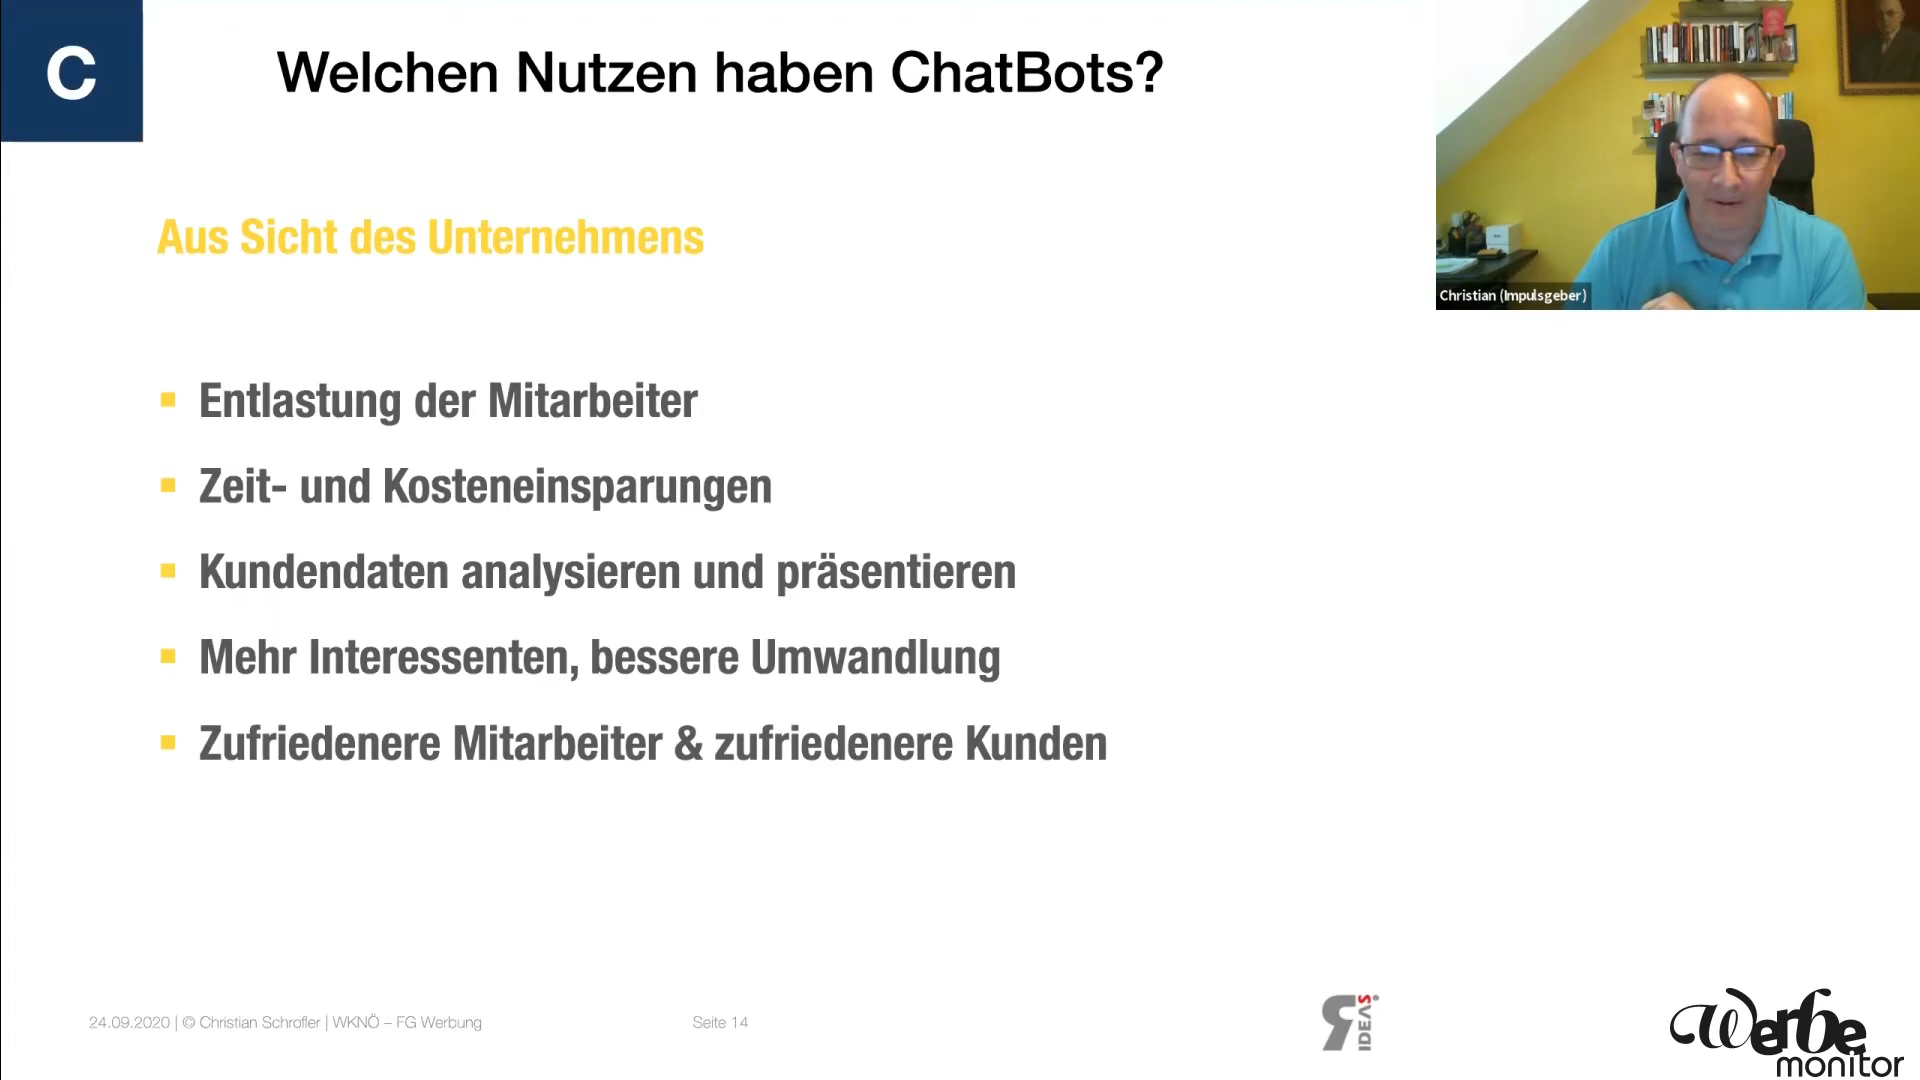 C
Welchen Nutzen haben ChatBots?
Aus Sicht des Unternehmens
Entlastung der Mitarbeiter
Zeit- und Kosteneinsparungen
Kundendaten analysieren und präsentieren
Mehr Interessenten, bessere Umwandlung
Zufriedenere Mitarbeiter & zufriedenere Kunden
Christian (Impulsgeber)
24.09.2020 | © Christian Schrofler | WKNÖ – FG Werbung
Seite 14
IDEAS®
Werbe
monitor